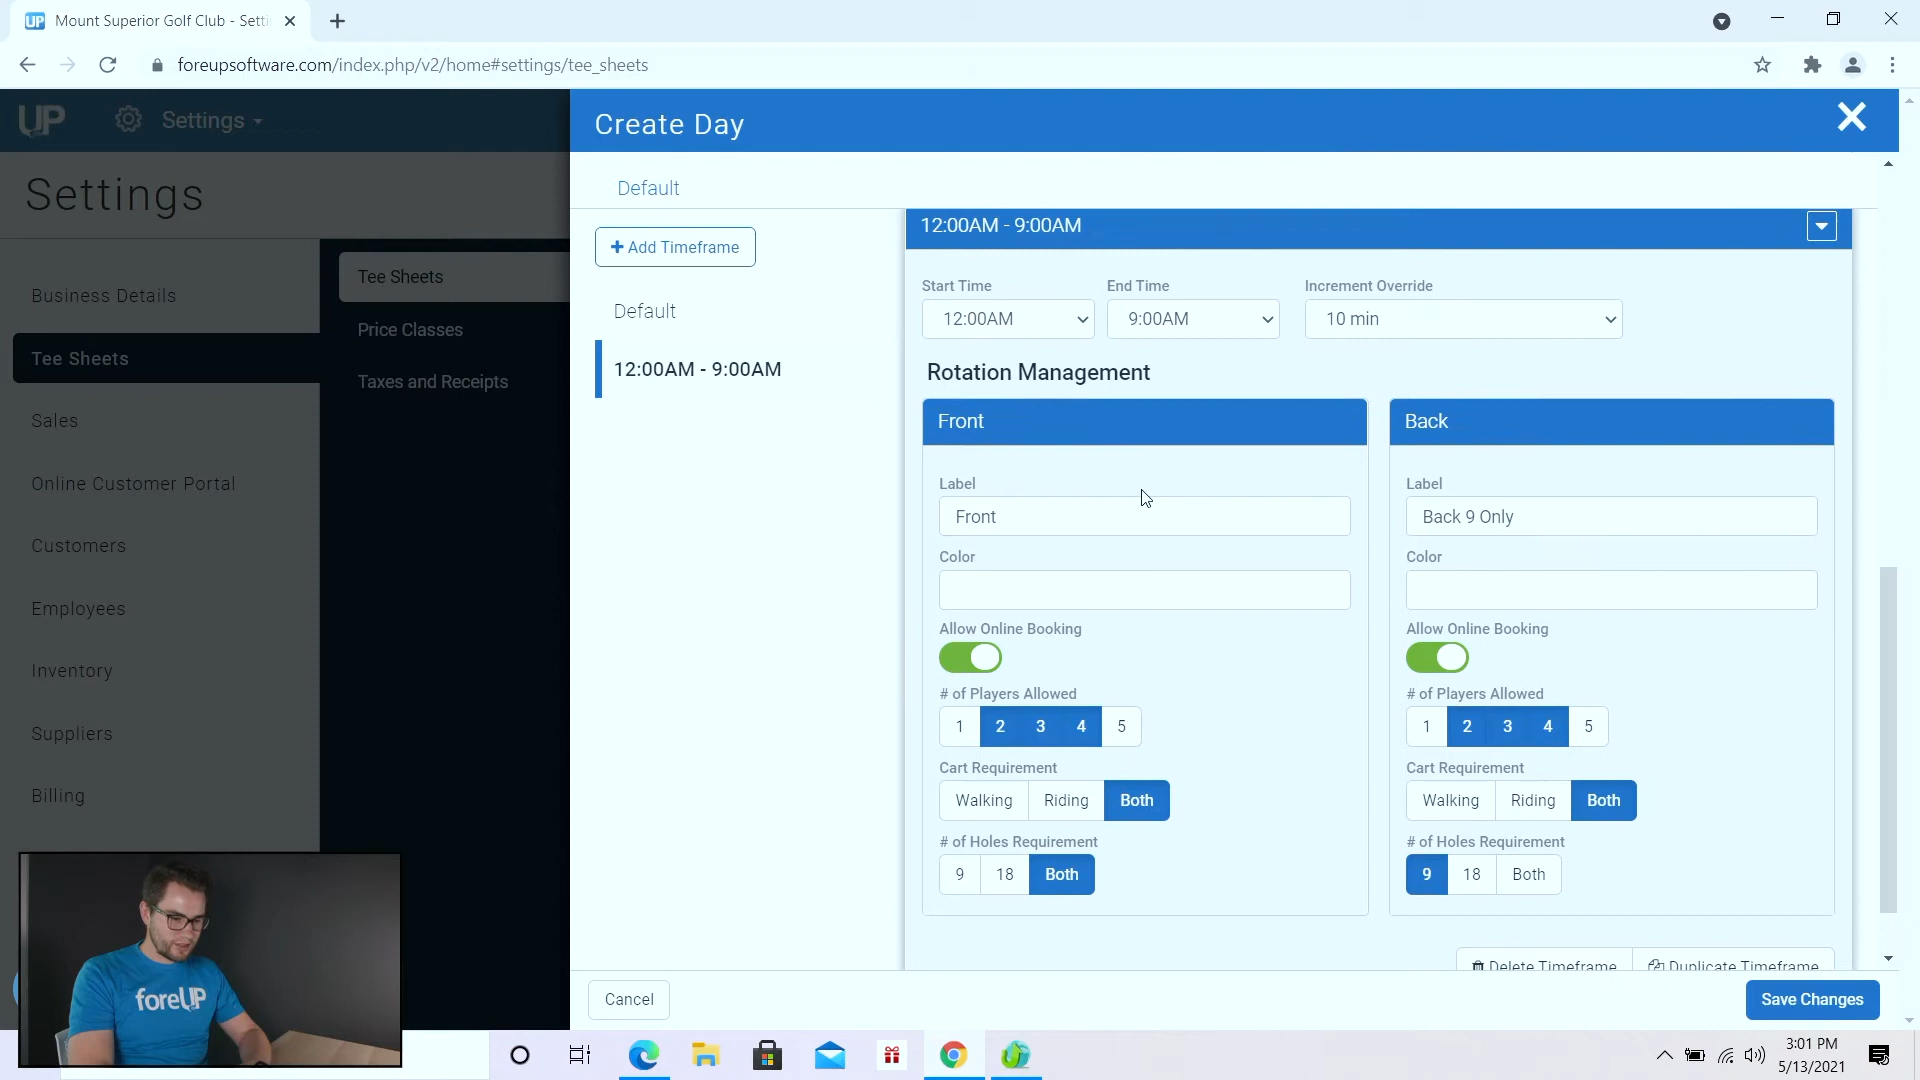 UP Mount Superior Golf Club - Setti
foreupsoftware.com/index.php/v2/home#settings/tee_sheets
UP
Settings
Settings
Business Details
Tee Sheets
Sales
Online Customer Portal
Customers
Employees
Inventory
Suppliers
Billing
Tee Sheets
Price Classes
Taxes and Receipts
Create Day
Default
+ Add Timeframe
Default
12:00AM - 9:00AM
12:00AM - 9:00AM
Start Time
End Time
Increment Override
12:00AM
9:00AM
10 min
Rotation Management
Front
Label
Front
Color
Allow Online Booking
# of Players Allowed
1 2 3 4 5
Cart Requirement
Walking Riding Both
# of Holes Requirement
9 18 Both
Back
Label
Back 9 Only
Color
Allow Online Booking
# of Players Allowed
1 2 3 4 5
Cart Requirement
Walking Riding Both
# of Holes Requirement
9 18 Both
Delete Timeframe
Duplicate Timeframe
Cancel
Save Changes
foreUP
3:01 PM
5/13/2021